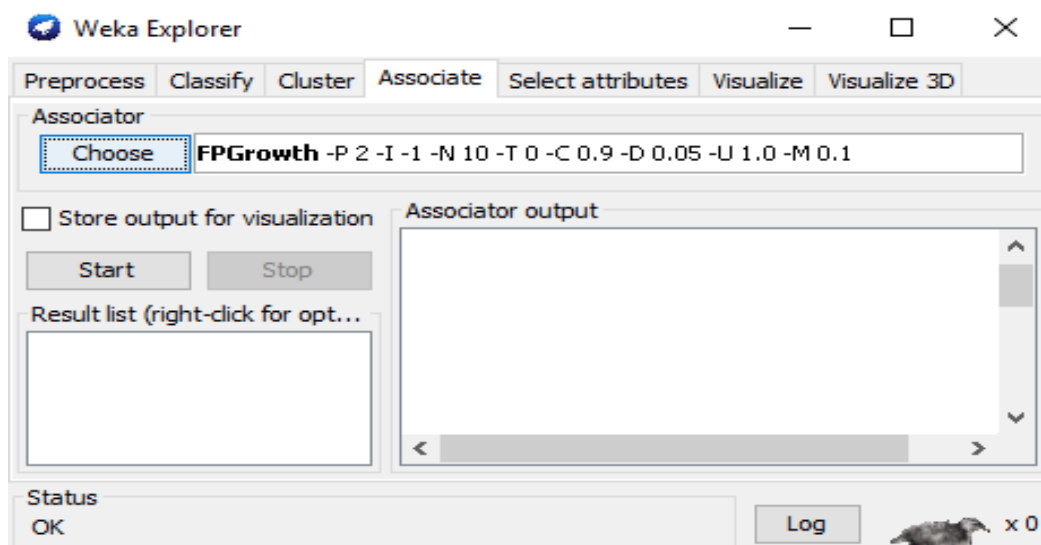 Weka Explorer
Preprocess Classify Cluster Associate Select attributes Visualize Visualize 3D
Associator
Choose FPGrowth -P 2 -I -1 -N 10 -T 0 -C 0.9 -D 0.05 -U 1.0 -M 0.1
Store output for visualization
Start Stop
Result list (right-click for opt...
Associator output
Status
OK
Log x 0